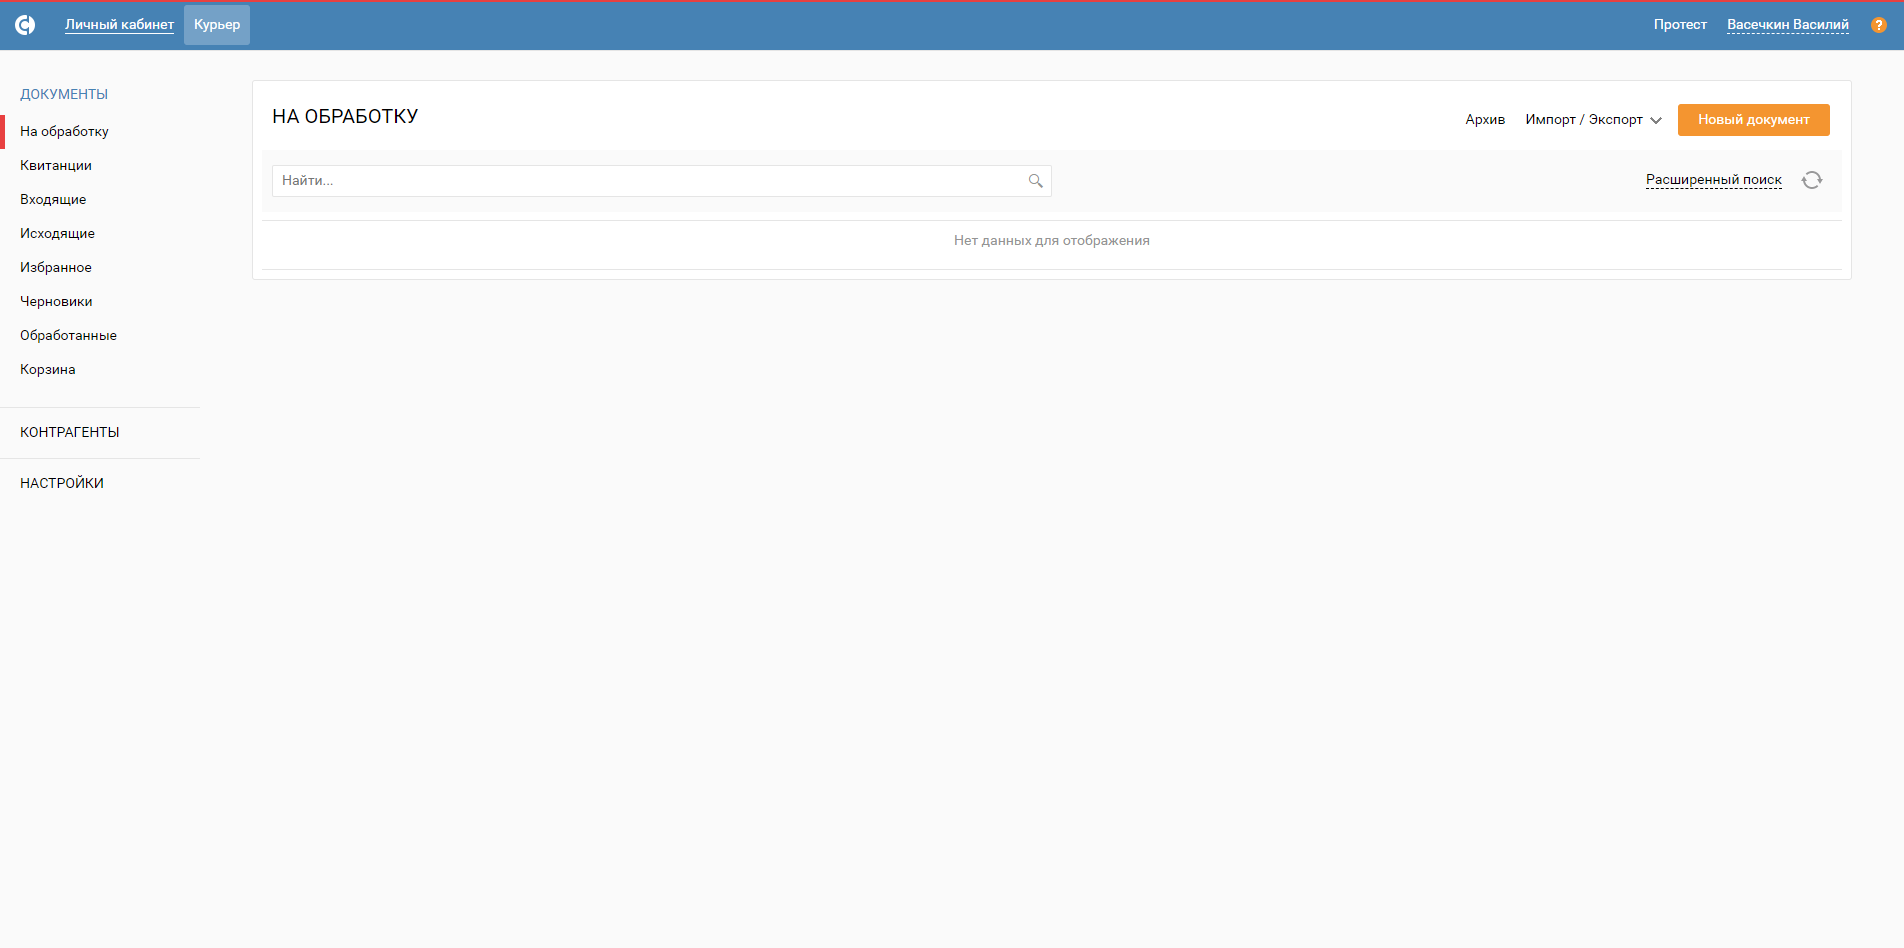 Личный кабинет Курьер Протест Васечкин Василий ?
ДОКУМЕНТЫ
На обработку
Квитанции
Входящие
Исходящие
Избранное
Черновики
Обработанные
Корзина
КОНТРАГЕНТЫ
НАСТРОЙКИ
НА ОБРАБОТКУ
Архив Импорт / Экспорт Новый документ
Найти... Расширенный поиск
Нет данных для отображения